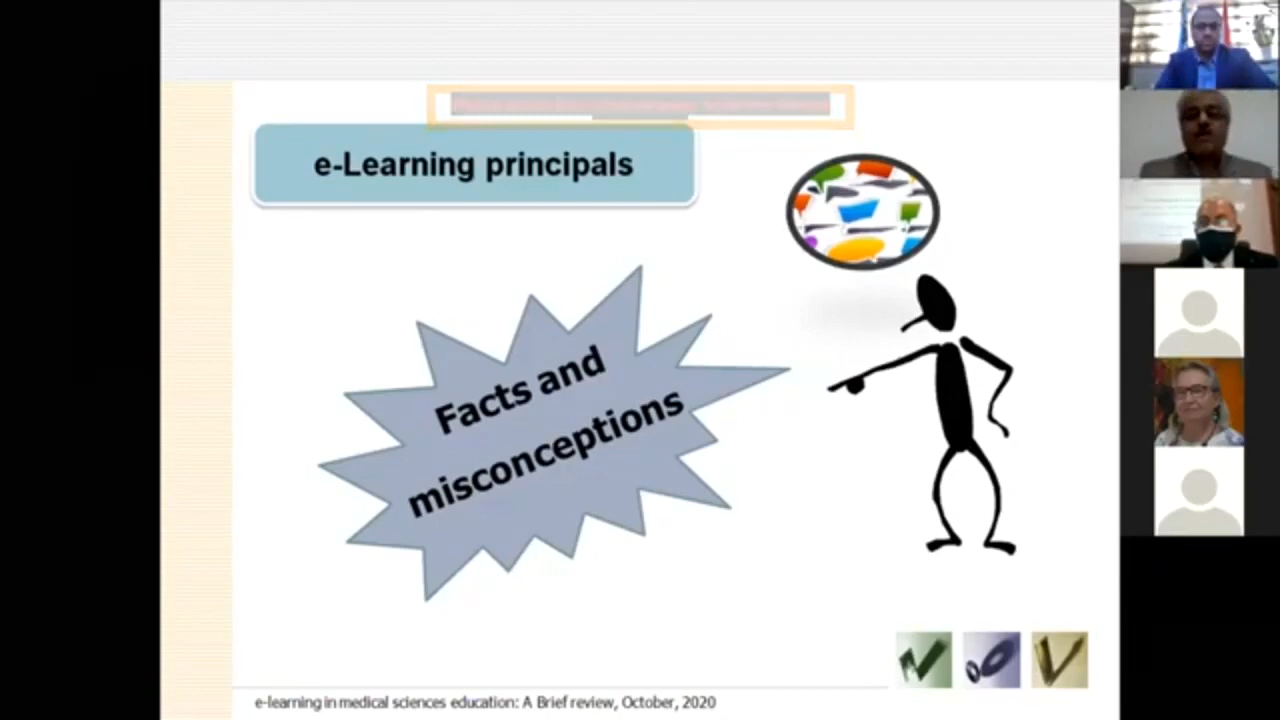 e-Learning principals
Facts and
misconceptions
e-learning in medical sciences education: A Brief review, October, 2020